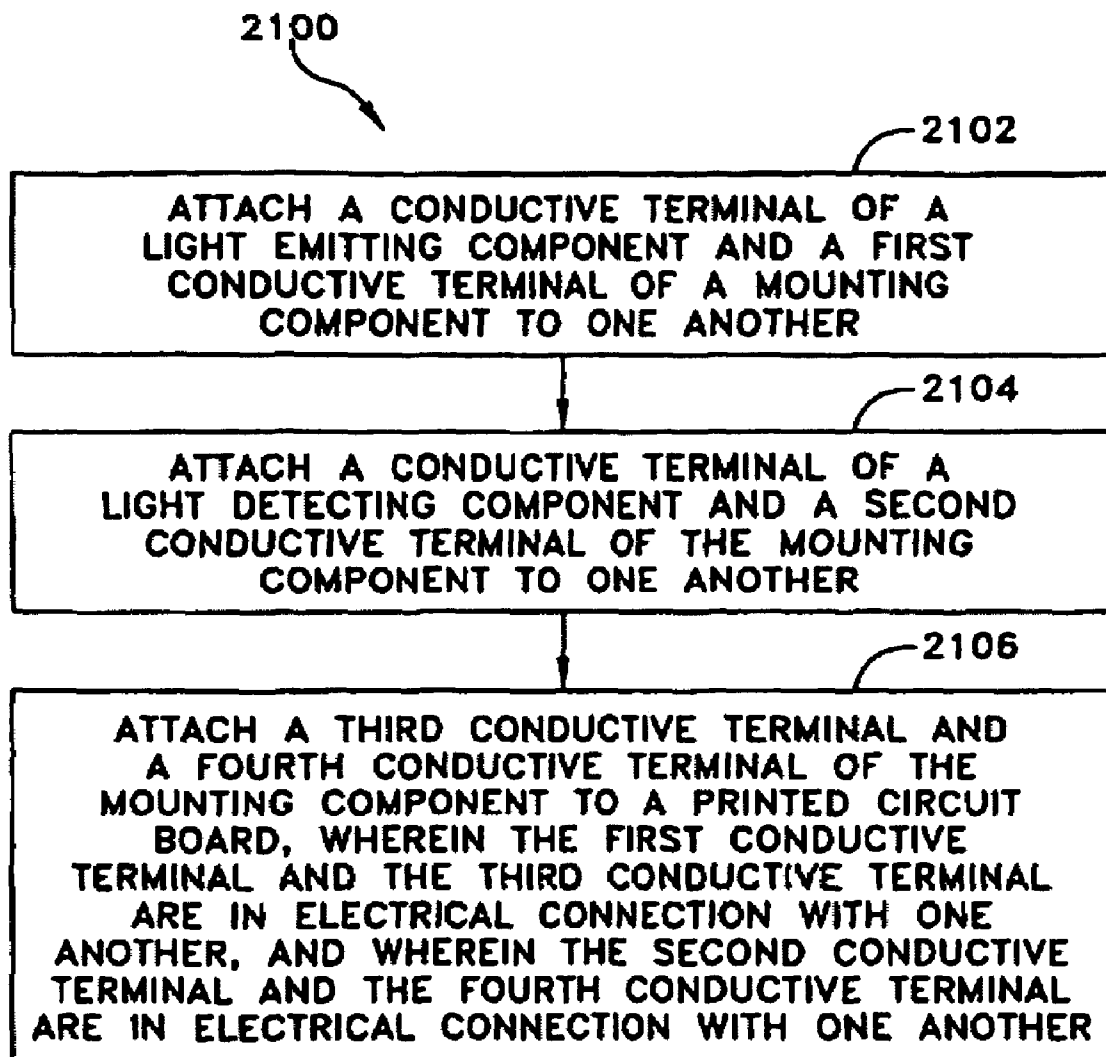 2100
2102
ATTACH A CONDUCTIVE TERMINAL OF A
LIGHT EMITTING COMPONENT AND A FIRST
CONDUCTIVE TERMINAL OF A MOUNTING
COMPONENT TO ONE ANOTHER
2104
ATTACH A CONDUCTIVE TERMINAL OF A
LIGHT DETECTING COMPONENT AND A SECOND
CONDUCTIVE TERMINAL OF THE MOUNTING
COMPONENT TO ONE ANOTHER
2106
ATTACH A THIRD CONDUCTIVE TERMINAL AND
A FOURTH CONDUCTIVE TERMINAL OF THE
MOUNTING COMPONENT TO A PRINTED CIRCUIT
BOARD, WHEREIN THE FIRST CONDUCTIVE
TERMINAL AND THE THIRD CONDUCTIVE TERMINAL
ARE IN ELECTRICAL CONNECTION WITH ONE
ANOTHER, AND WHEREIN THE SECOND CONDUCTIVE
TERMINAL AND THE FOURTH CONDUCTIVE TERMINAL
ARE IN ELECTRICAL CONNECTION WITH ONE ANOTHER